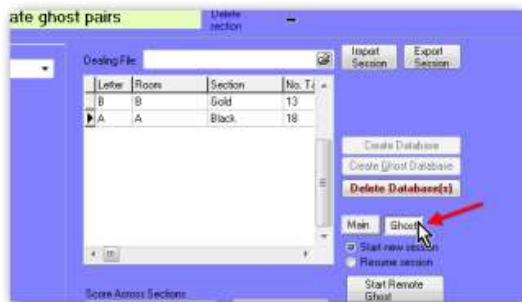 ate ghost pairs
Delete section
Dealing File:
Import Session
Export Session
Letter Room Section No. Ta
B B Gold 13
A A Black 18
Create Database
Create Ghost Database
Delete Database(s)
Main Ghost
Start new session
Resume session
Start Remote Ghost
Score Across Sections